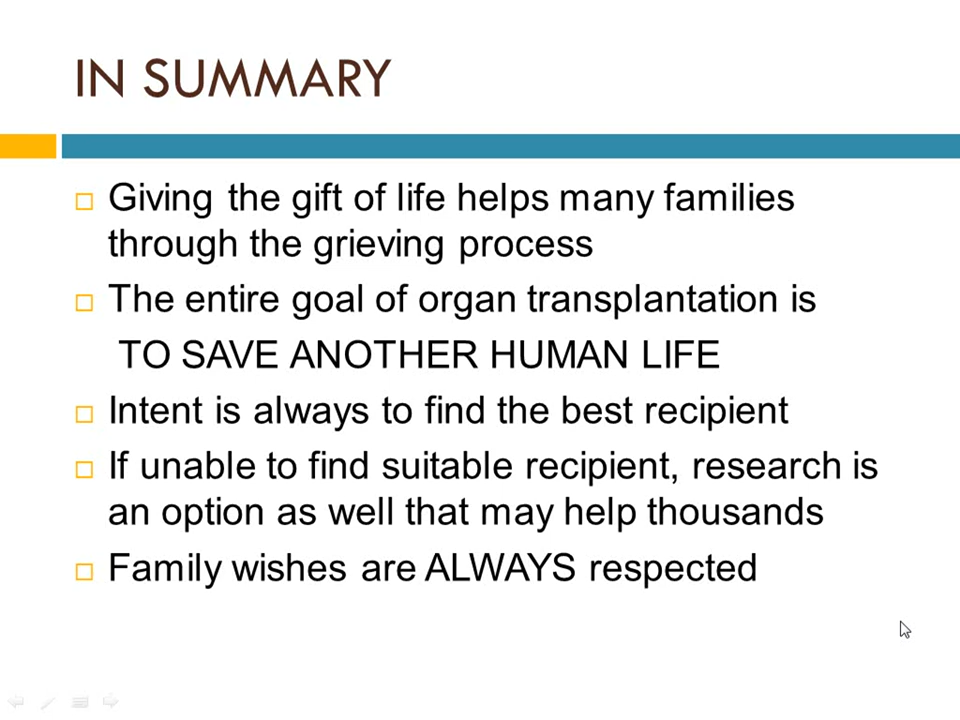 IN SUMMARY
Giving the gift of life helps many families
through the grieving process
The entire goal of organ transplantation is
TO SAVE ANOTHER HUMAN LIFE
Intent is always to find the best recipient
If unable to find suitable recipient, research is
an option as well that may help thousands
Family wishes are ALWAYS respected